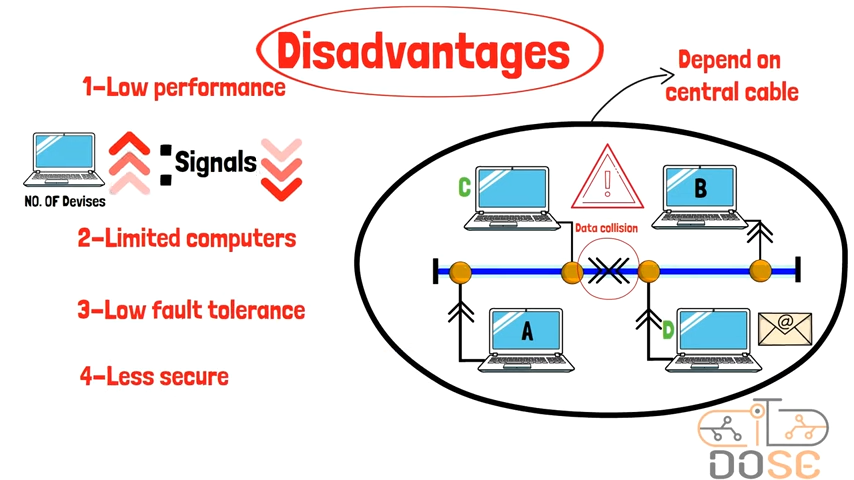 Disadvantages
1-Low performance
NO. OF Devises
: Signals
2-Limited computers
3-Low fault tolerance
4-Less secure
Depend on
central cable
C
B
Data collision
A
D
@
CiTD
DOSE